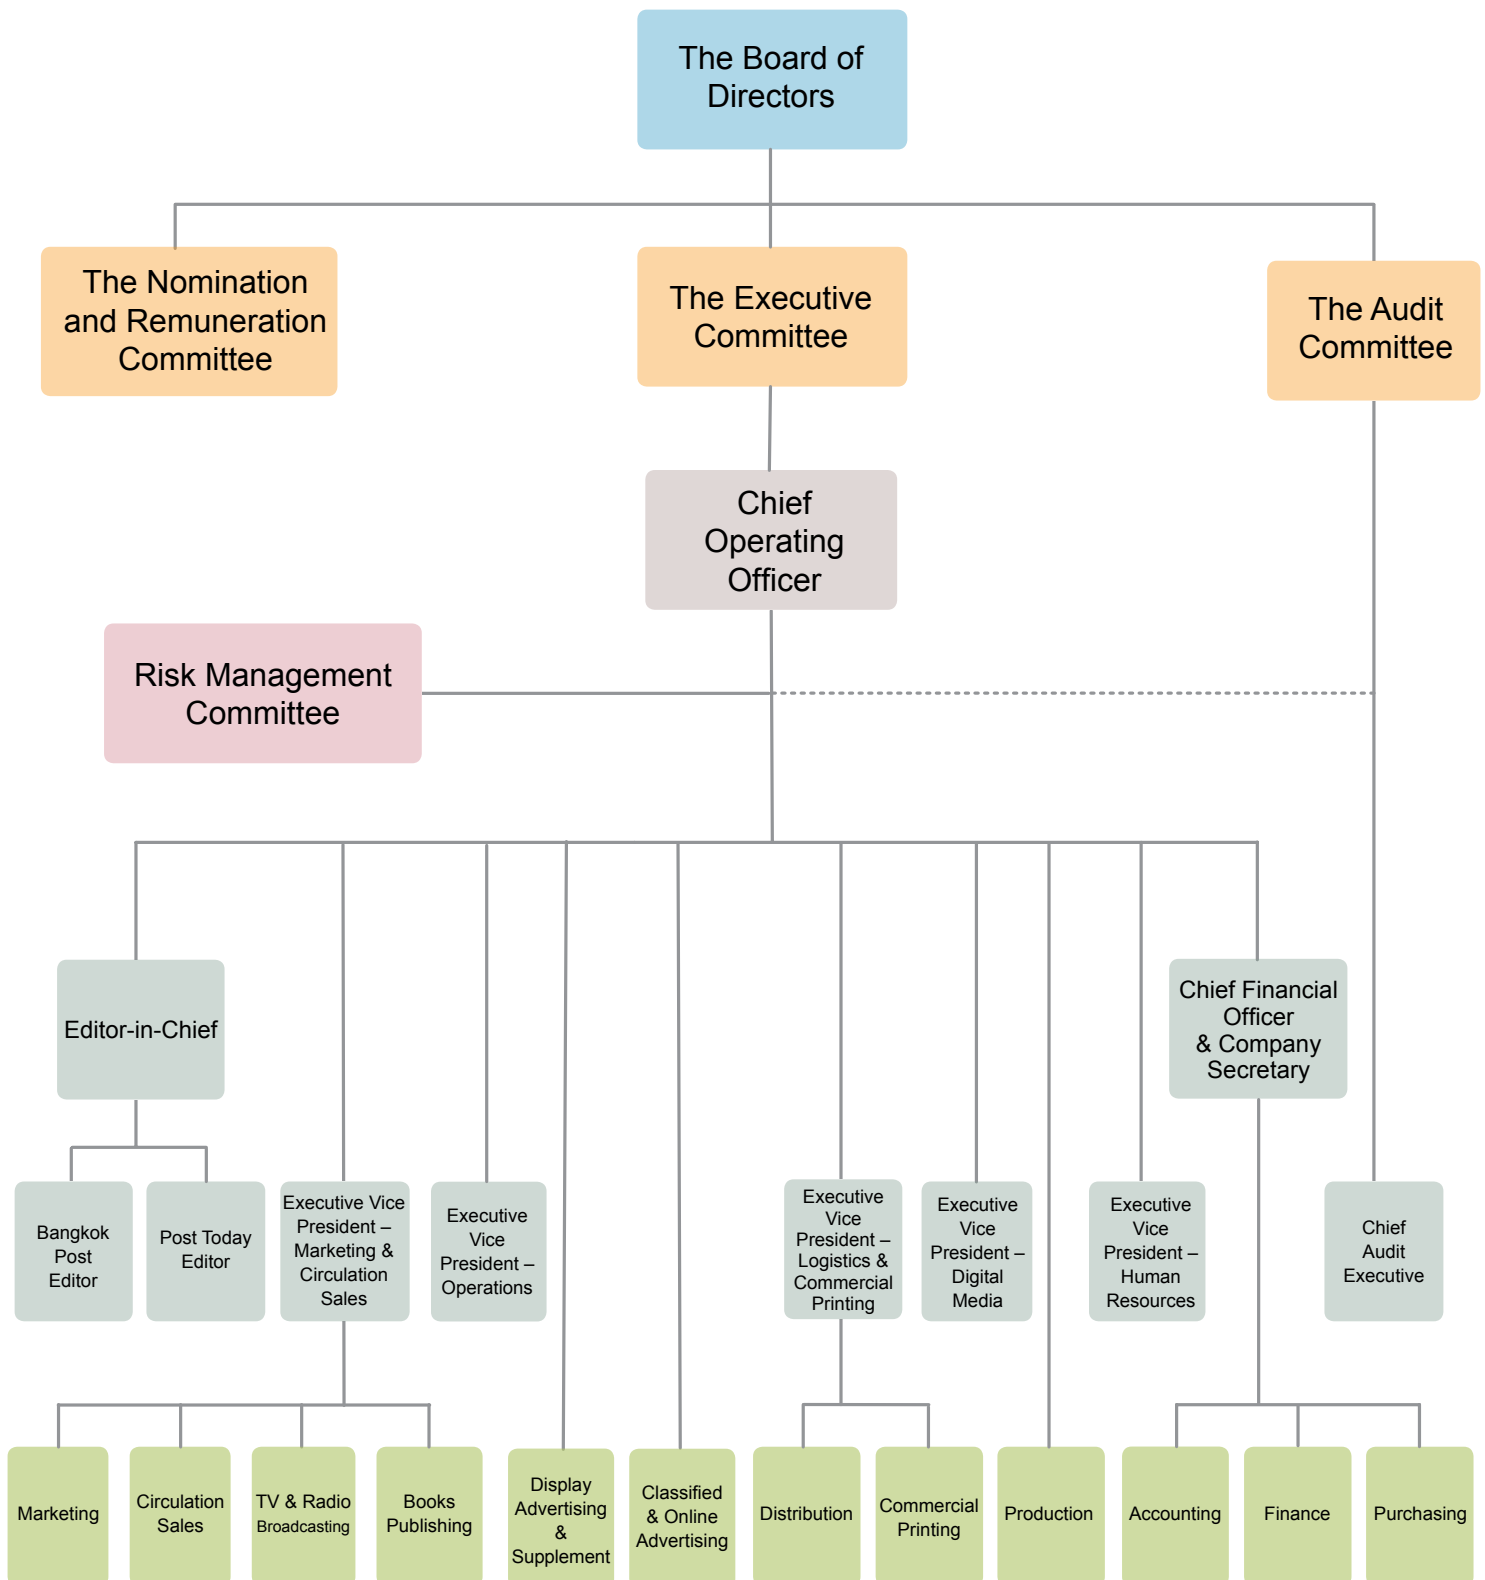 The Board of
Directors
The Nomination
and Remuneration
Committee
The Executive
Committee
The Audit
Committee
Chief
Operating
Officer
Risk Management
Committee
Editor-in-Chief
Chief Financial
Officer
& Company
Secretary
Bangkok
Post
Editor
Post Today
Editor
Executive Vice
President –
Marketing &
Circulation
Sales
Executive
Vice
President –
Operations
Executive
Vice
President –
Logistics &
Commercial
Printing
Executive
Vice
President –
Digital
Media
Executive
Vice
President –
Human
Resources
Chief
Audit
Executive
Marketing
Circulation
Sales
TV & Radio
Broadcasting
Books
Publishing
Display
Advertising
&
Supplement
Classified
& Online
Advertising
Distribution
Commercial
Printing
Production
Accounting
Finance
Purchasing